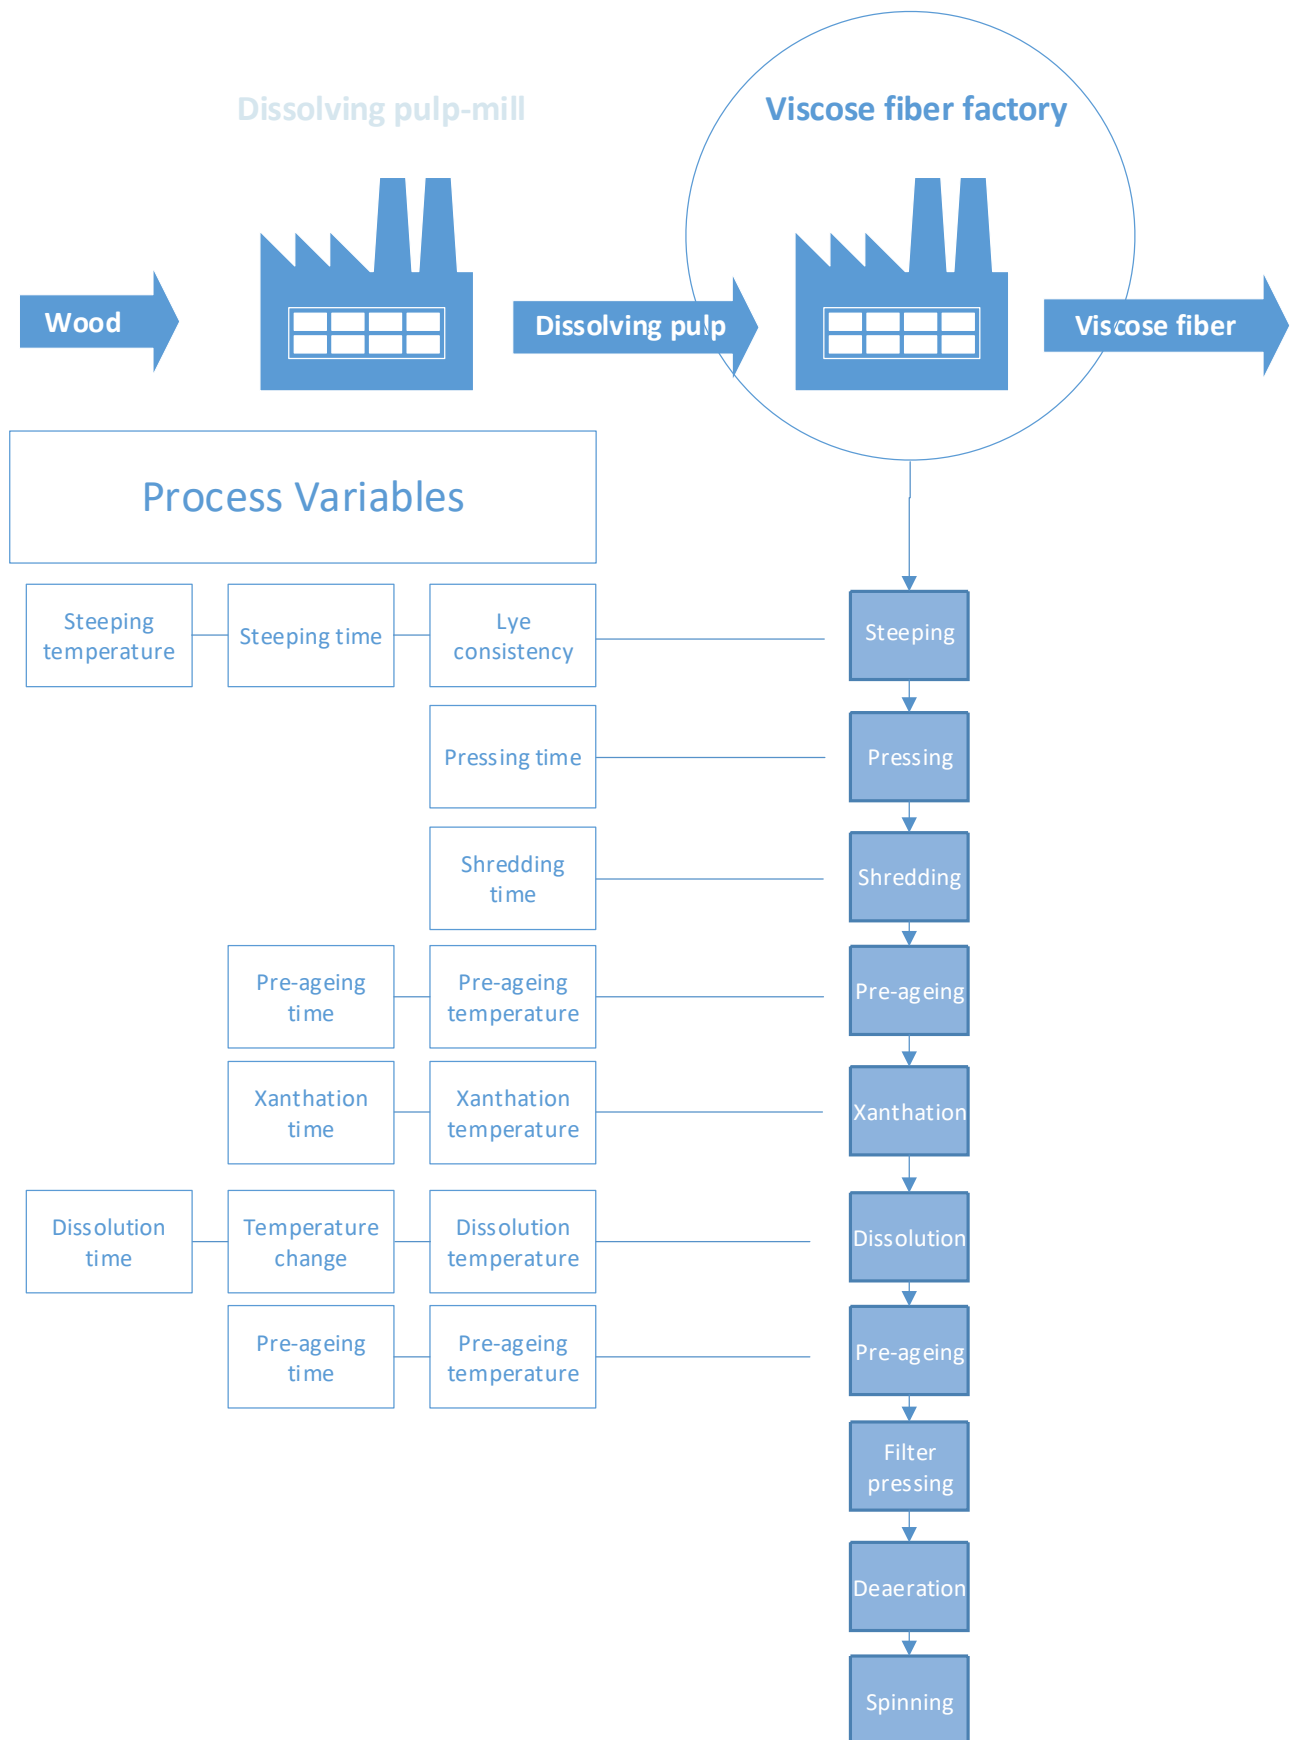 Dissolving pulp-mill
Viscose fiber factory
Wood
Dissolving pulp
Viscose fiber
Process Variables
Steeping
temperature
Steeping time
Lye
consistency
Steeping
Pressing time
Pressing
Shredding
time
Shredding
Pre-ageing
time
Pre-ageing
temperature
Pre-ageing
Xanthation
time
Xanthation
temperature
Xanthation
Dissolution
time
Temperature
change
Dissolution
temperature
Dissolution
Pre-ageing
time
Pre-ageing
temperature
Pre-ageing
Filter
pressing
Deaeration
Spinning